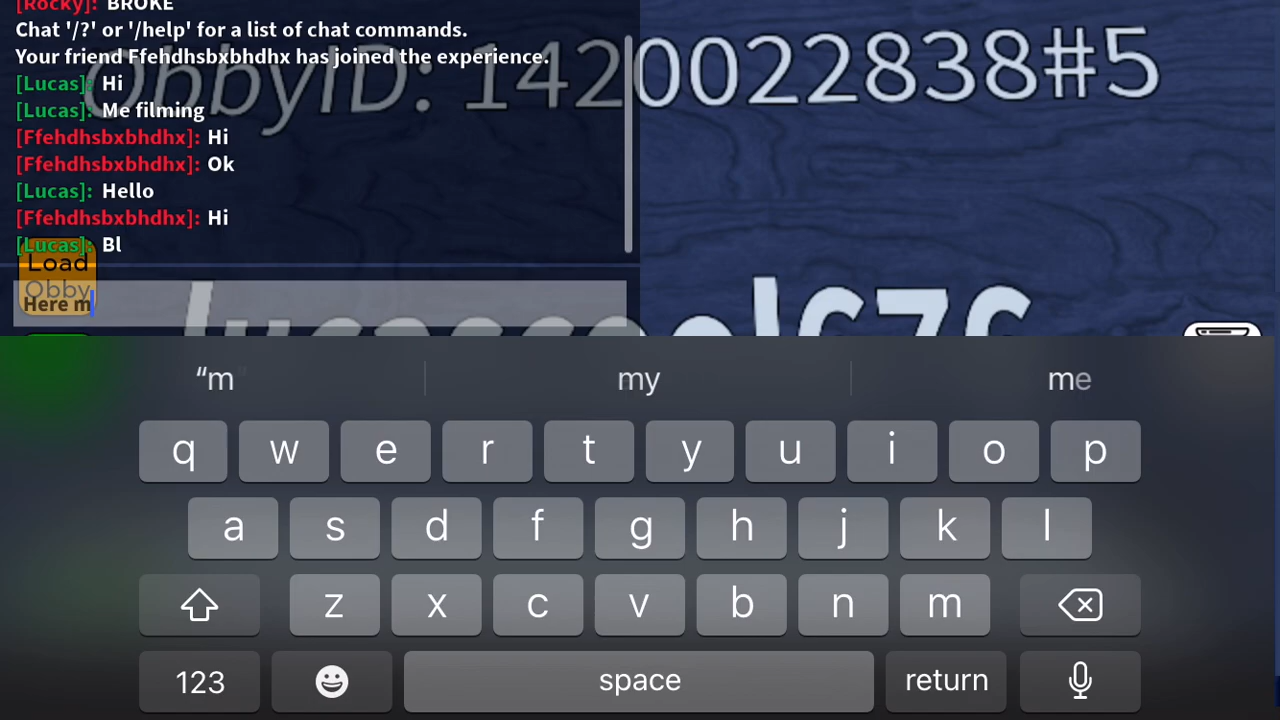 [Rocky]: BROKE
Chat '/?' or '/help' for a list of chat commands.
Your friend Ffehdhsbxbhdhx has joined the experience.
[Lucas]: Hi
[Lucas]: Me filming
[Ffehdhsbxbhdhx]: Hi
[Ffehdhsbxbhdhx]: Ok
[Lucas]: Hello
[Ffehdhsbxbhdhx]: Hi
[Lucas]: Bl
ObbyID: 1420022838#5
Load
Obby
Here m
lucascool676
“m”
my
me
q w e r t y u i o p
a s d f g h j k l
z x c v b n m
123 space return